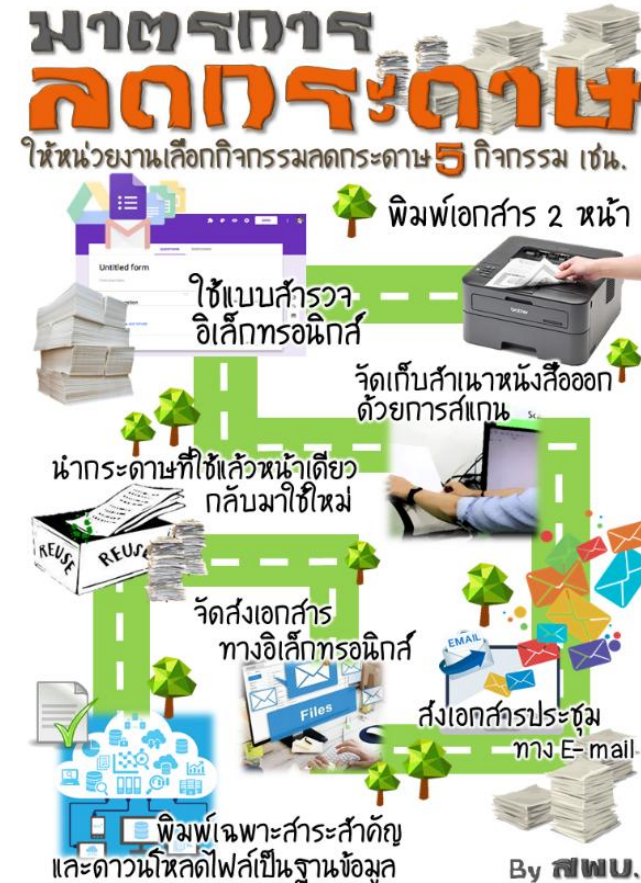 มาตรการ
ลดกระดาษ
ให้หน่วยงานเลือกกิจกรรมลดกระดาษ 5 กิจกรรม เช่น.
พิมพ์เอกสาร 2 หน้า
Untitled form
ใช้แบบสำรวจ
อิเล็กทรอนิกส์
brother
จัดเก็บสำเนาหนังสือออก
ด้วยการสแกน
นำกระดาษที่ใช้แล้วหน้าเดียว
กลับมาใช้ใหม่
REUSE
REUSE
จัดส่งเอกสาร
ทางอิเล็กทรอนิกส์
Files
EMAIL
ส่งเอกสารประชุม
ทาง E-mail
พิมพ์เฉพาะสาระสำคัญ
และดาวน์โหลดไฟล์เป็นฐานข้อมูล
By สพบ.